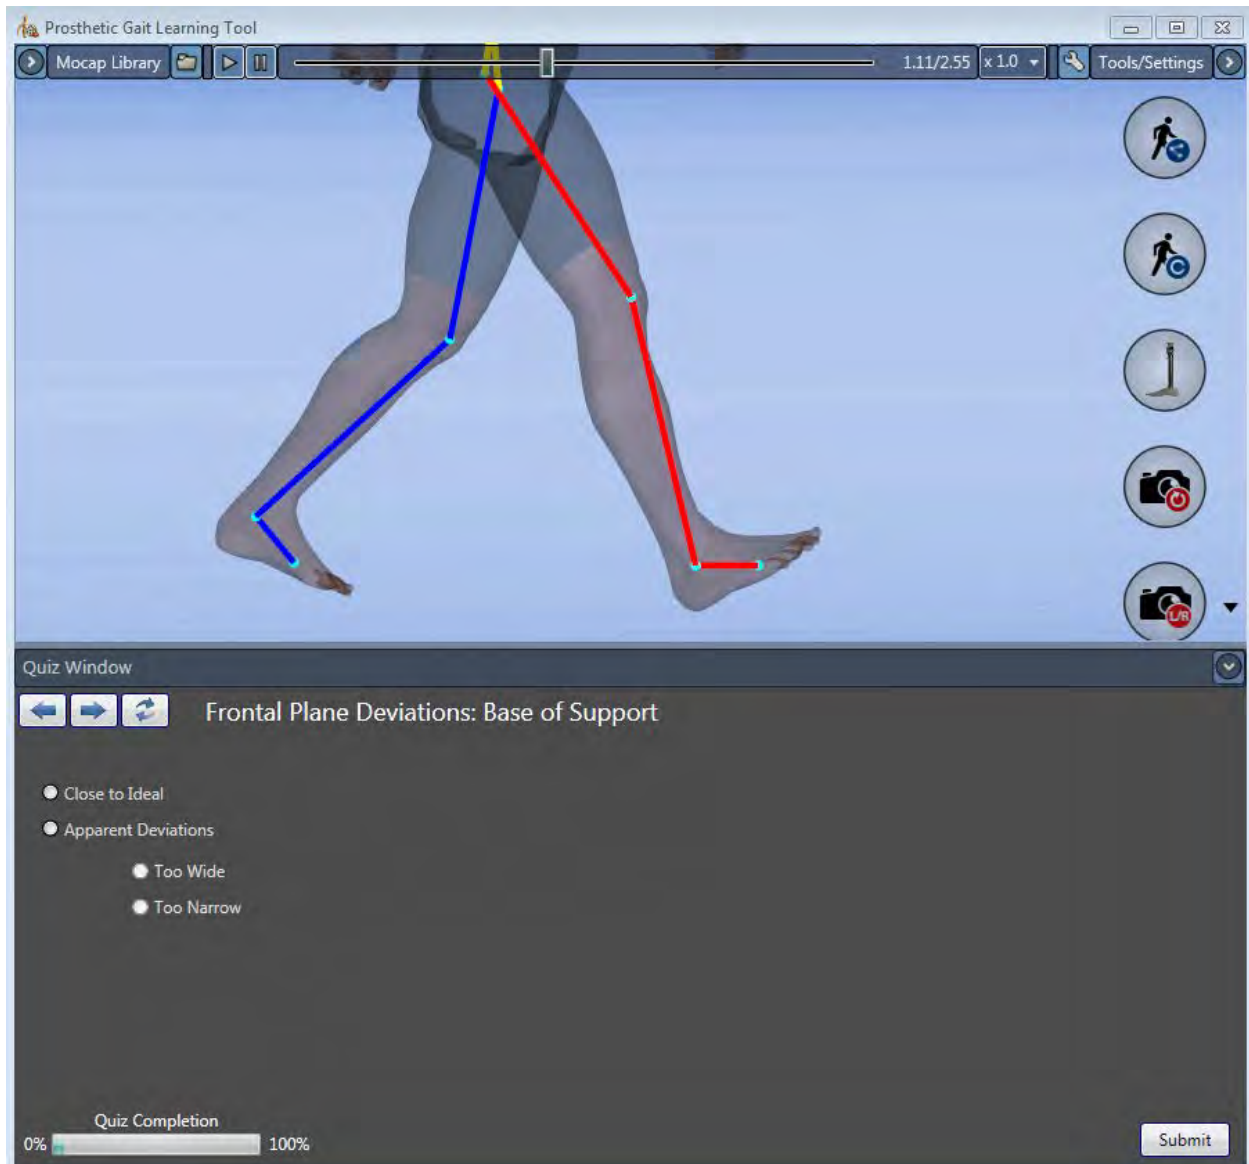 Prosthetic Gait Learning Tool
Mocap Library 1.11/2.55 x 1.0 Tools/Settings
L/R
Quiz Window
Frontal Plane Deviations: Base of Support
Close to Ideal
Apparent Deviations
Too Wide
Too Narrow
Quiz Completion
0% 100%
Submit